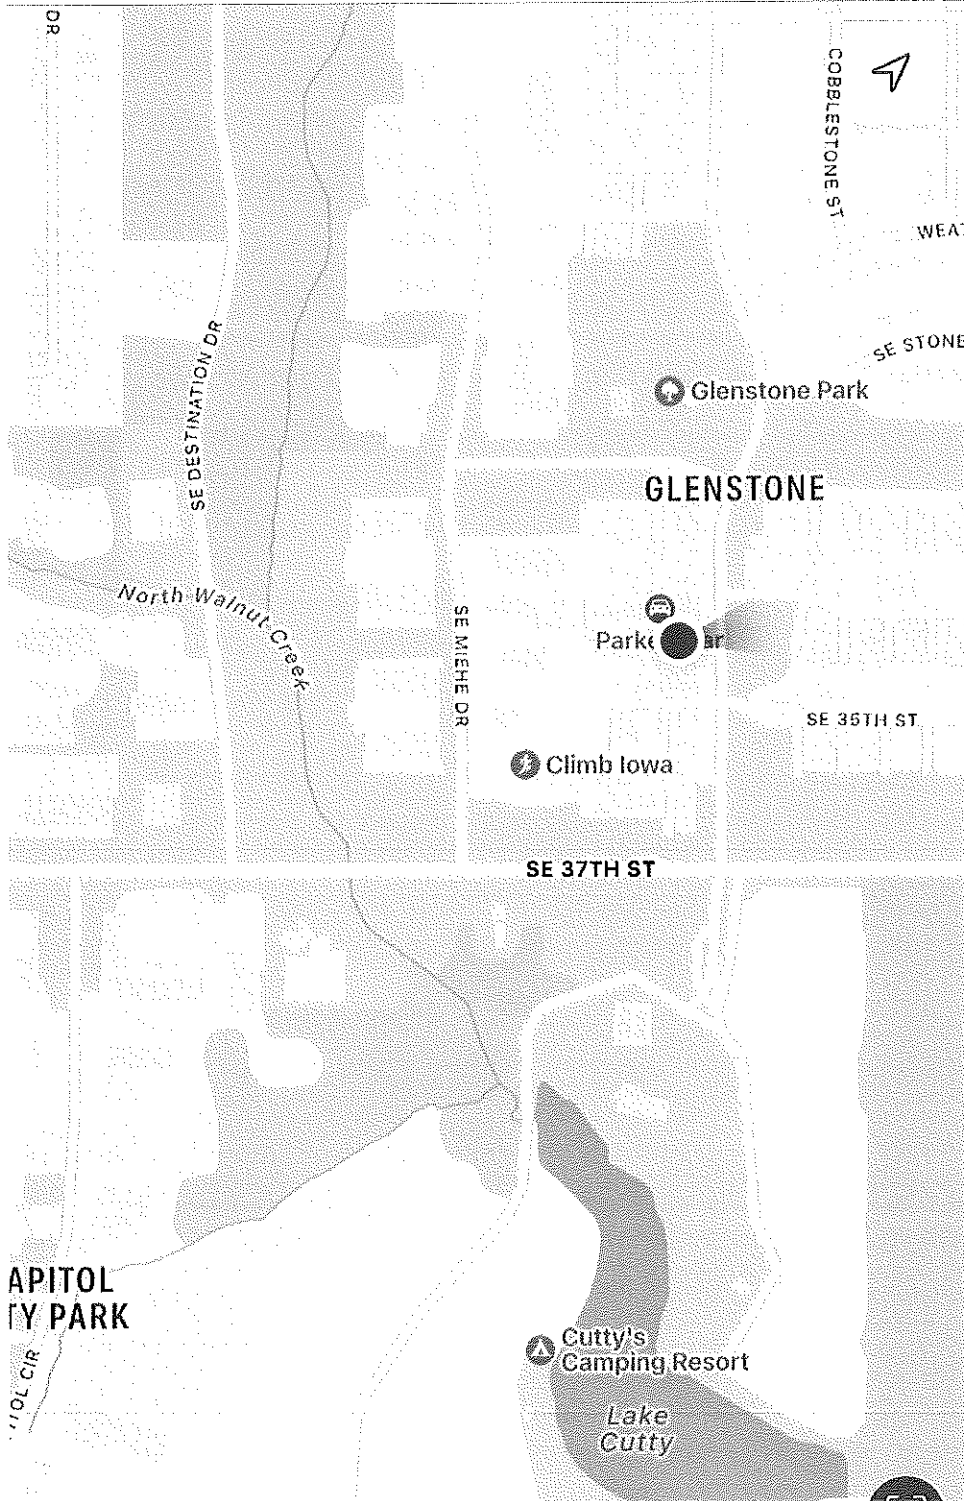 DR
COBBLESTONE ST
SE STONE
SE DESTINATION DR
Glenstone Park
GLENSTONE
North Walnut Creek
SE MIEHE DR
SE 35TH ST
Climb Iowa
SE 37TH ST
APITOL
TY PARK
Cutty's
Camping Resort
Lake
Cutty